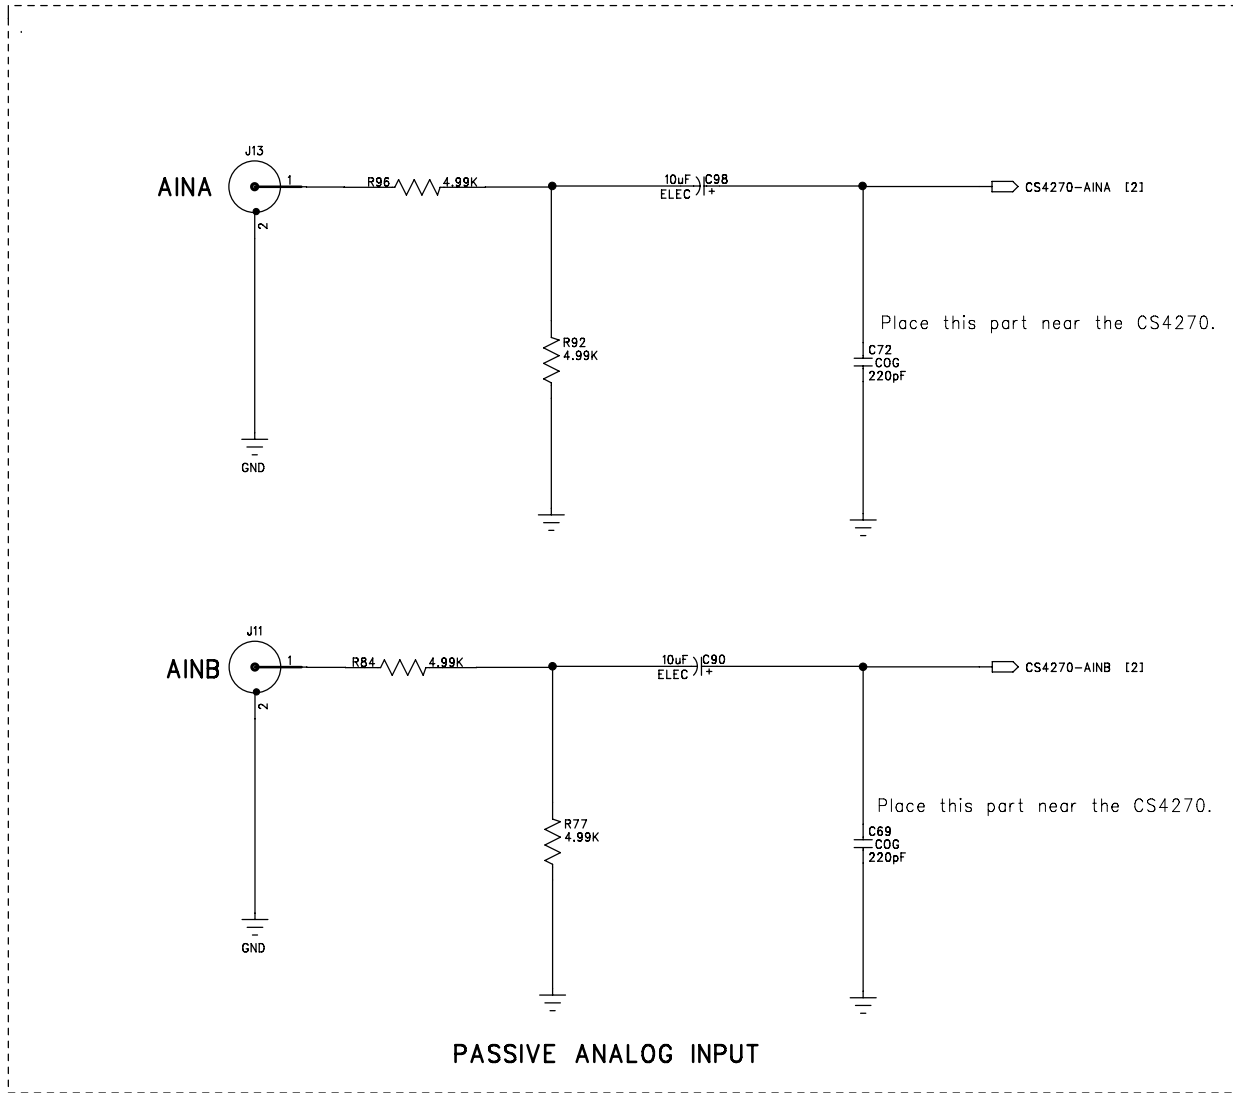 J13
AINA
1
2
R96
4.99K
10uF
C98
ELEC
+
CS4270-AINA [2]
Place this part near the CS4270.
R92
4.99K
C72
COG
220pF
GND
J11
AINB
1
2
R84
4.99K
10uF
C90
ELEC
+
CS4270-AINB [2]
Place this part near the CS4270.
R77
4.99K
C69
COG
220pF
GND
PASSIVE ANALOG INPUT